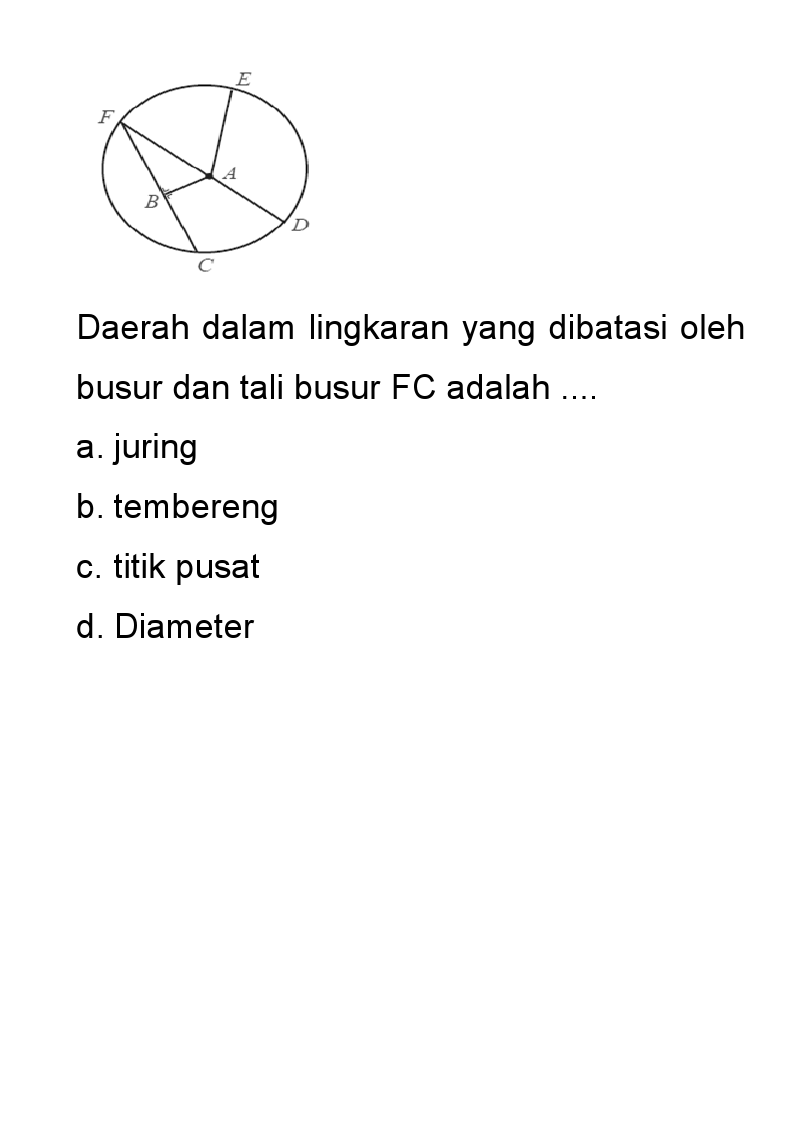 E
F
A
B
D
C
Daerah dalam lingkaran yang dibatasi oleh
busur dan tali busur FC adalah ....
a. juring
b. tembereng
c. titik pusat
d. Diameter